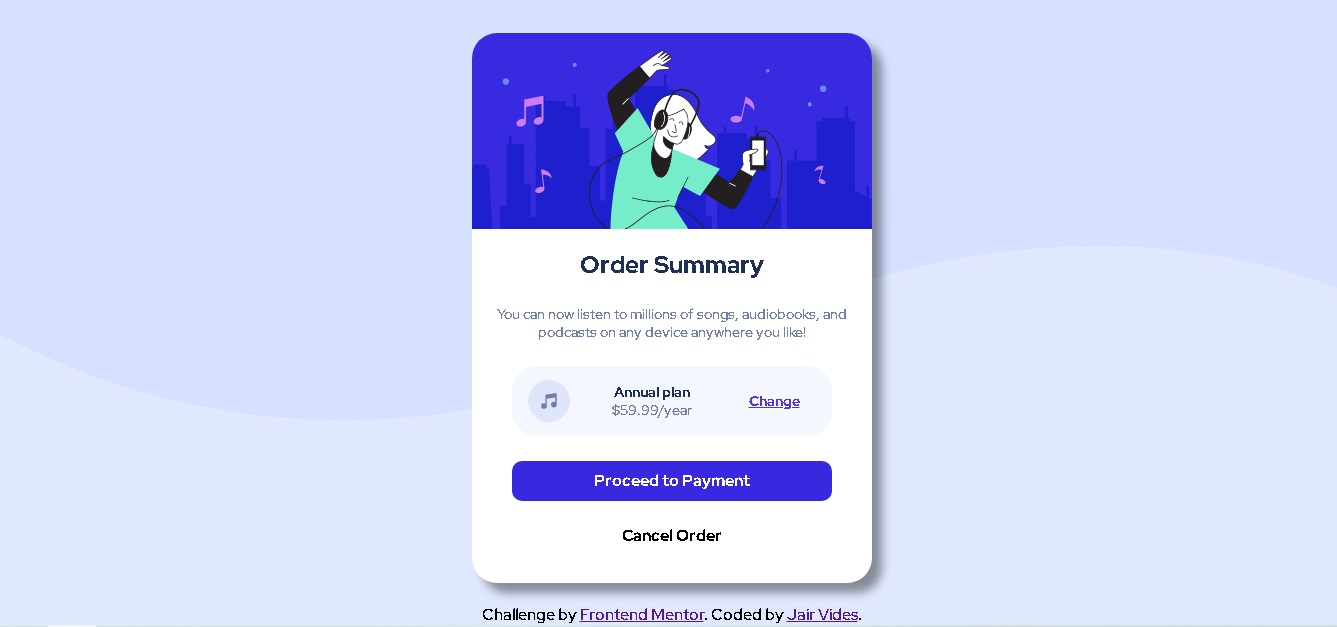 Order Summary
You can now listen to millions of songs, audiobooks, and
podcasts on any device anywhere you like!
Annual plan
$59.99/year
Change
Proceed to Payment
Cancel Order
Challenge by Frontend Mentor. Coded by Jair Vides.